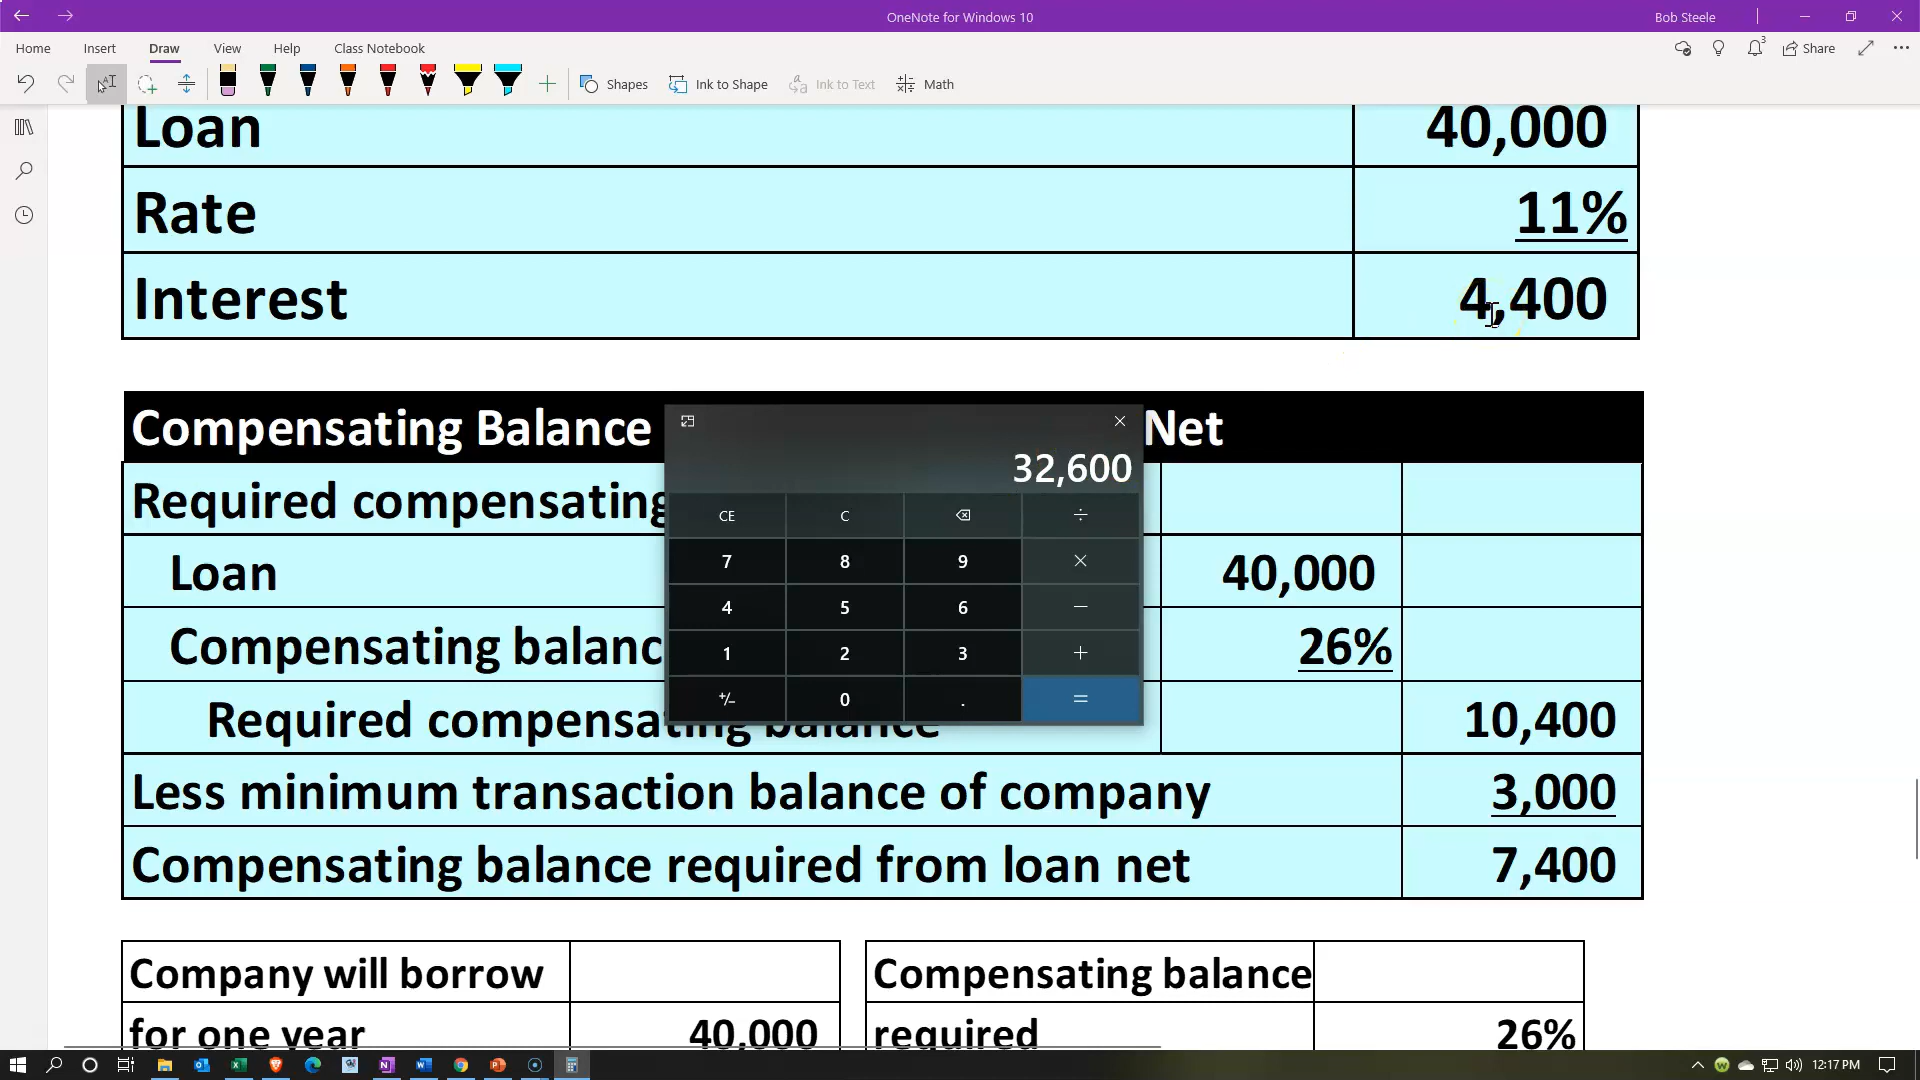 OneNote for Windows 10
Bob Steele
Home Insert Draw View Help Class Notebook
3
Share
Shapes Ink to Shape Ink to Text Math
Loan 40,000
Rate 11%
Interest 4,400
Compensating Balance Net
Required compensating
Loan 40,000
Compensating balanc 26%
Required compensating balance 10,400
Less minimum transaction balance of company 3,000
Compensating balance required from loan net 7,400
32,600
CE C ÷
7 8 9 ×
4 5 6 −
1 2 3 +
+/− 0 . =
Company will borrow
for one year 40,000
Compensating balance
required 26%
12:17 PM